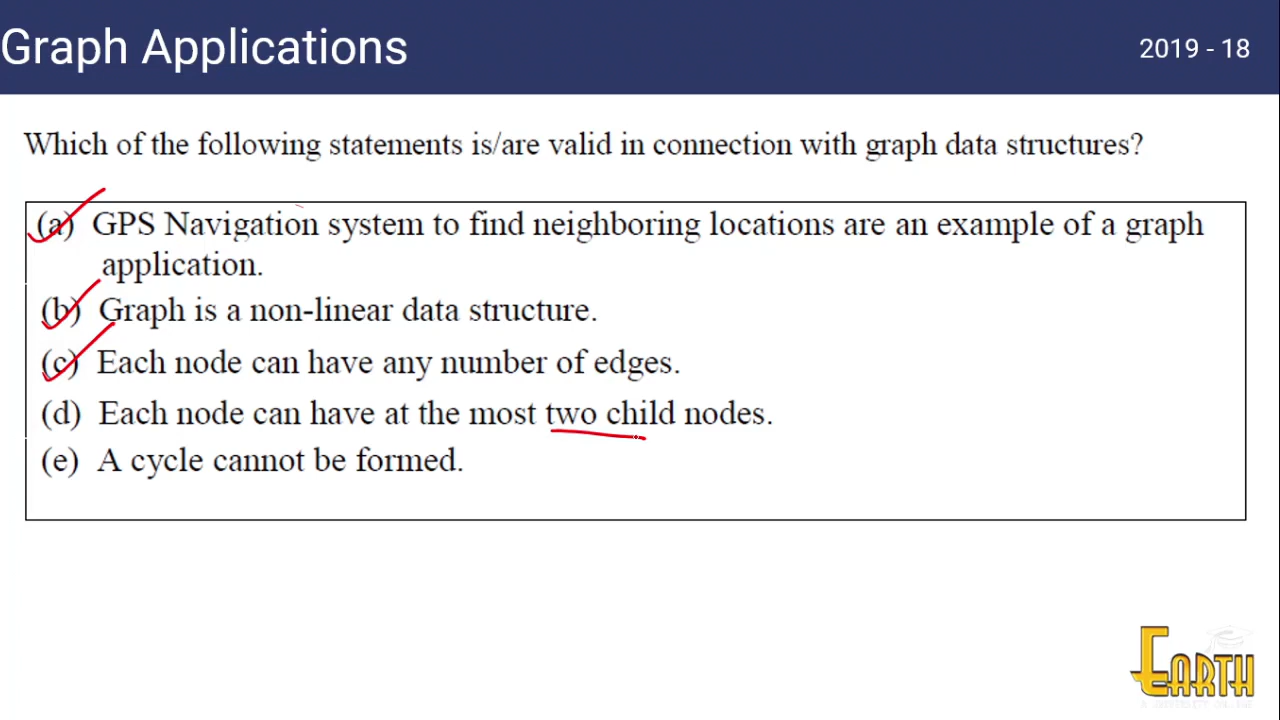 Graph Applications
2019 - 18
Which of the following statements is/are valid in connection with graph data structures?
(a) GPS Navigation system to find neighboring locations are an example of a graph
application.
(b) Graph is a non-linear data structure.
(c) Each node can have any number of edges.
(d) Each node can have at the most two child nodes.
(e) A cycle cannot be formed.
EARTH